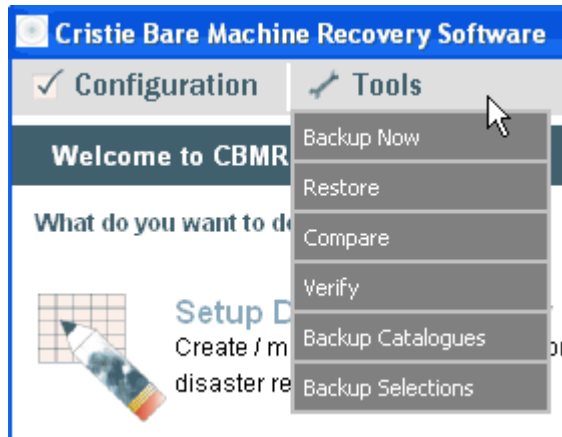 Cristie Bare Machine Recovery Software
Configuration Tools
Backup Now
Welcome to CBMR
Restore
What do you want to d
Compare
Verify
Setup D
Create / m
Backup Catalogues
disaster re
Backup Selections